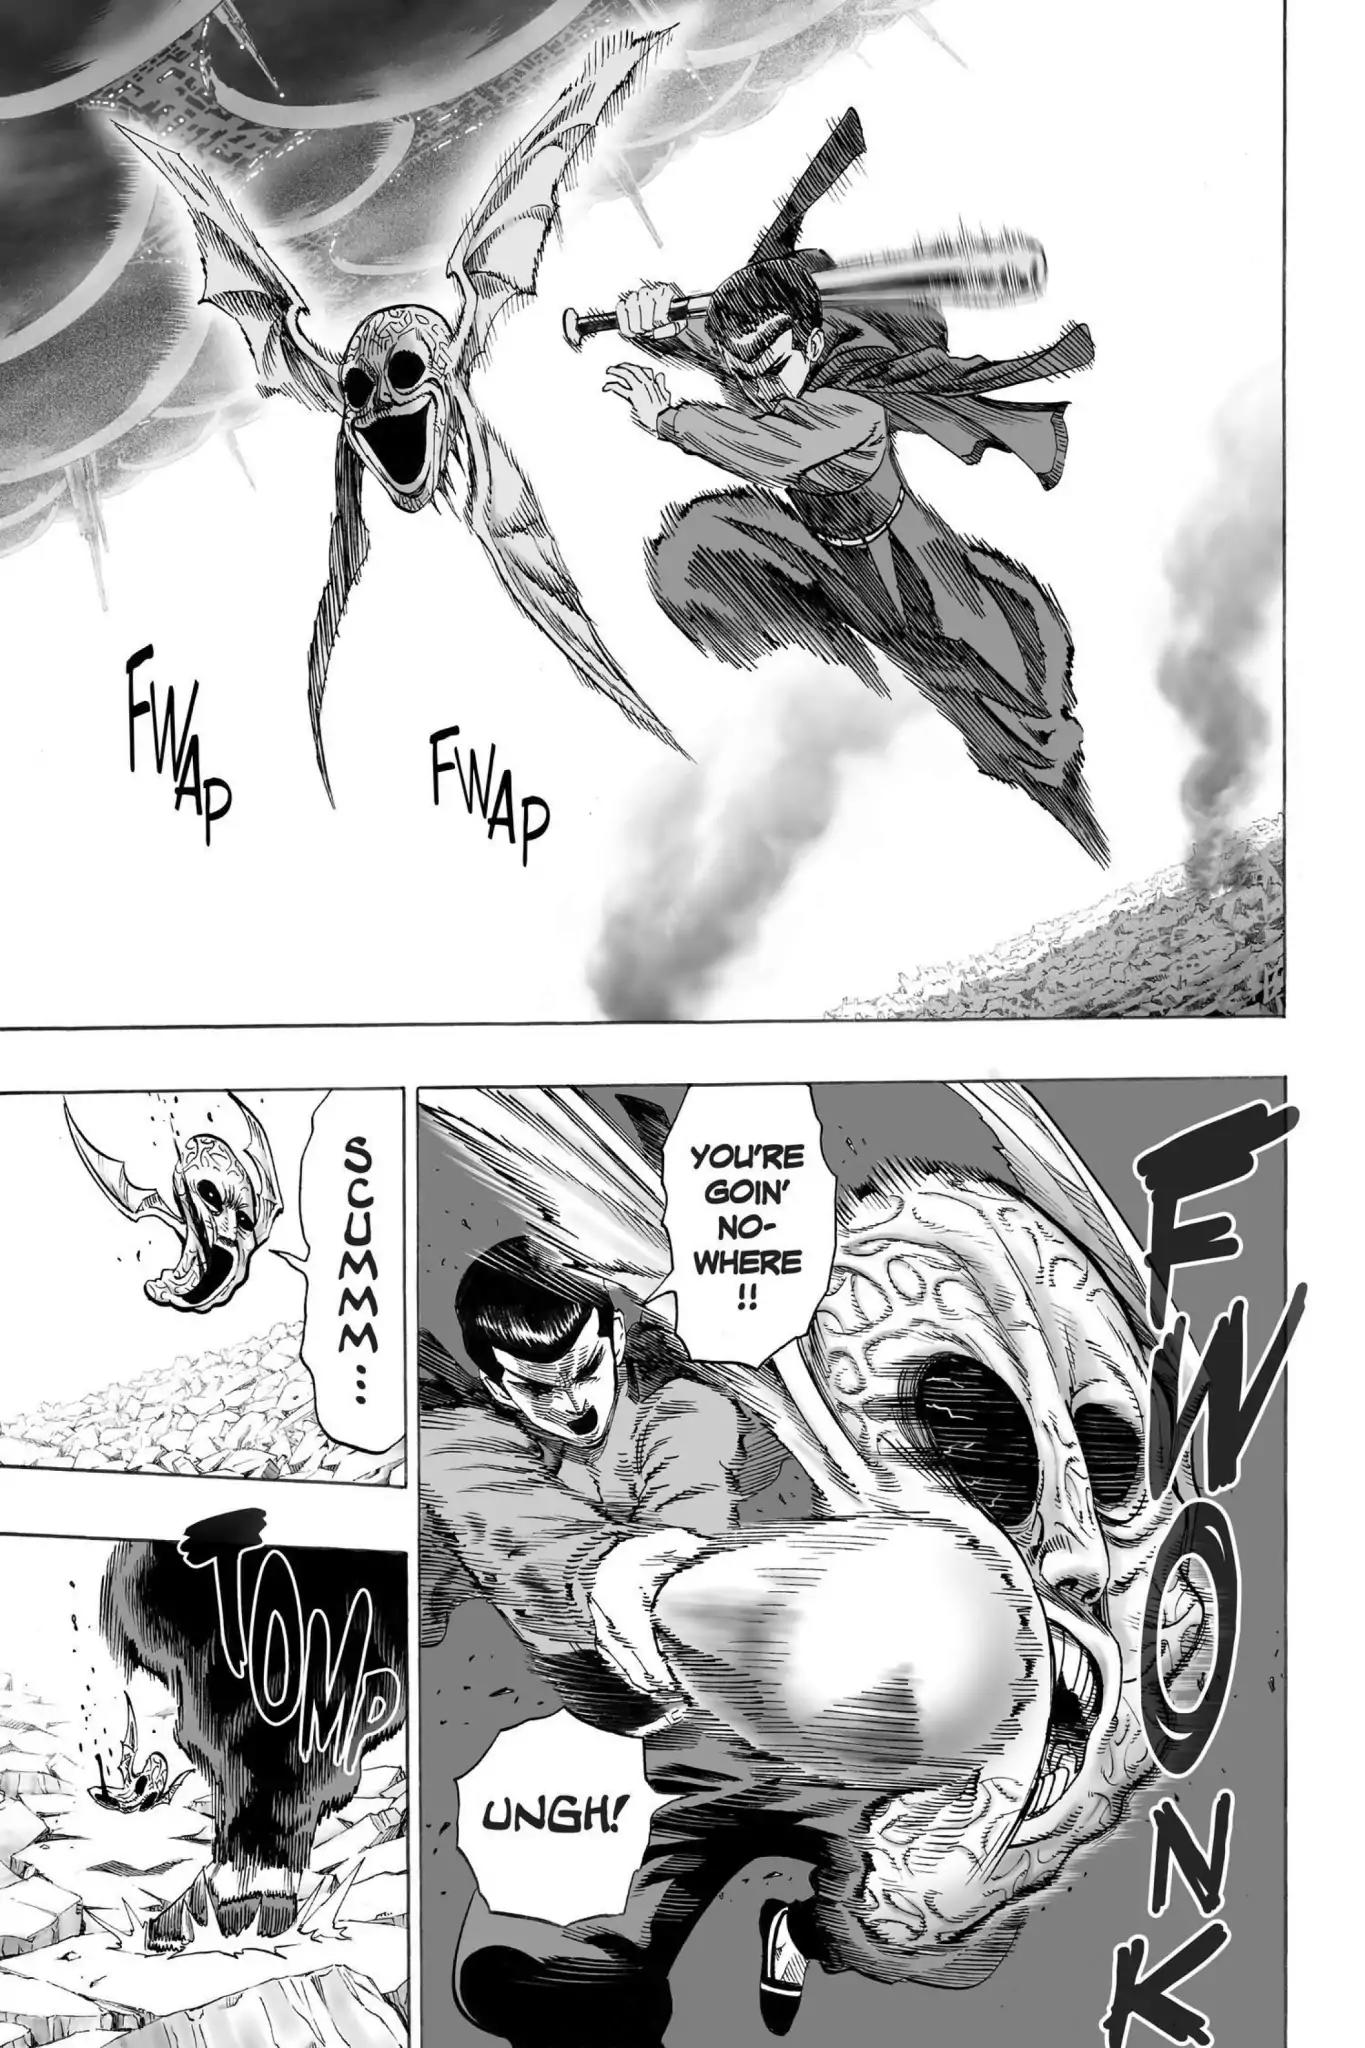 FWAP
FWAP
FWONK
YOU'RE
GOIN'
NO-
WHERE
!!
UNGH!
SCUMMM...
TOMP